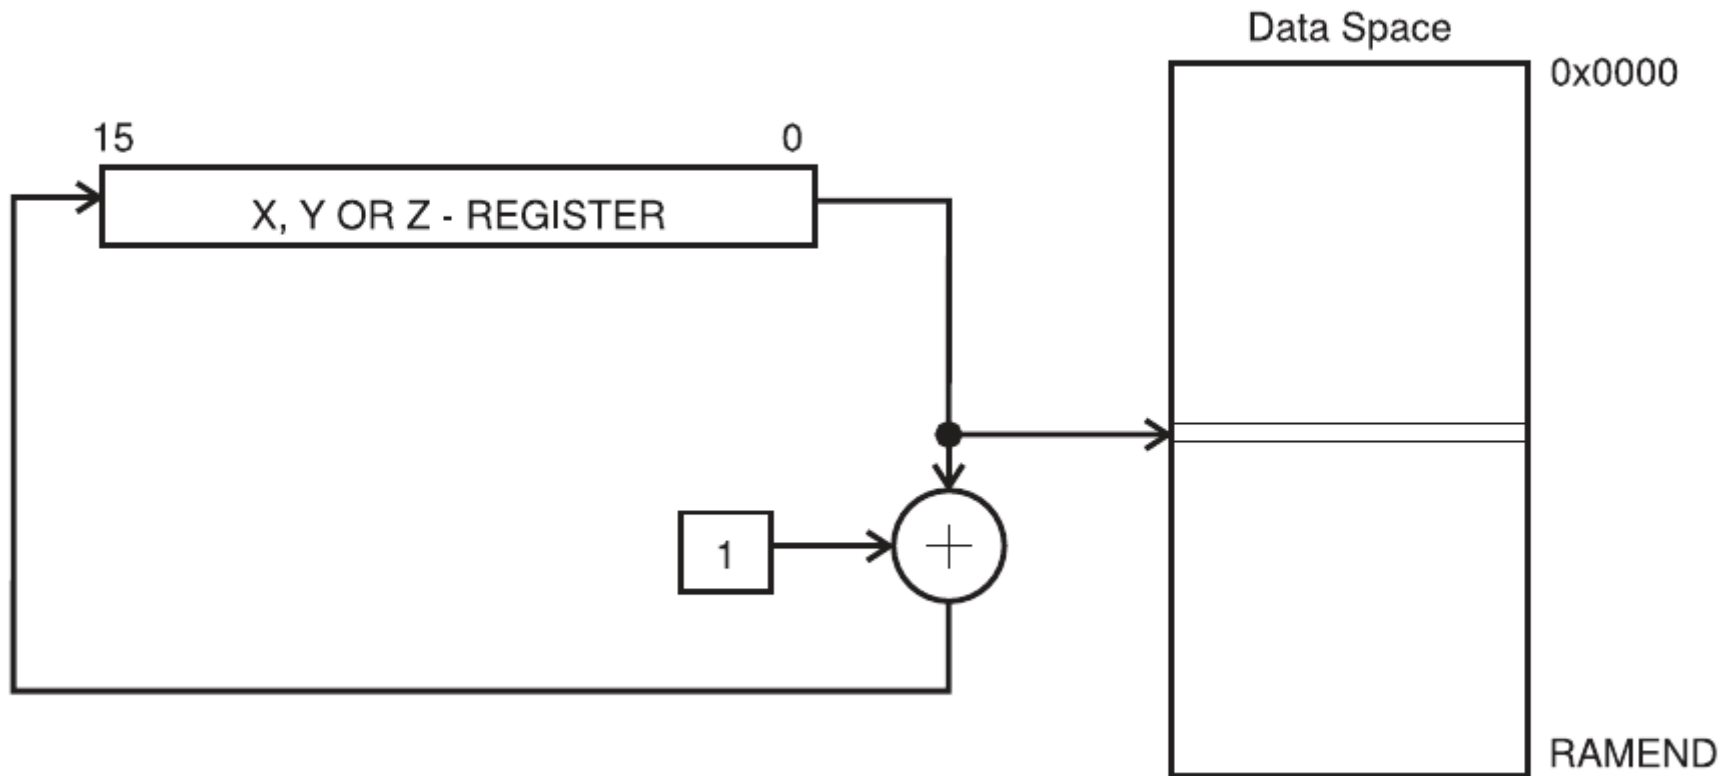 Data Space
0x0000
15 0
X, Y OR Z - REGISTER
1
RAMEND